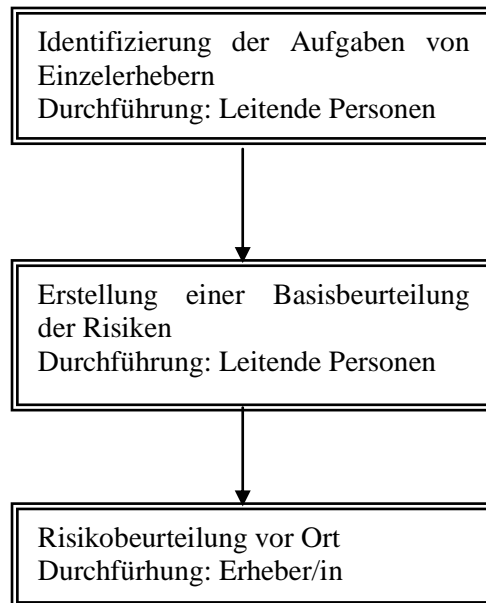 Identifizierung der Aufgaben von
Einzelerhebern
Durchführung: Leitende Personen
Erstellung einer Basisbeurteilung
der Risiken
Durchführung: Leitende Personen
Risikobeurteilung vor Ort
Durchfürhung: Erheber/in